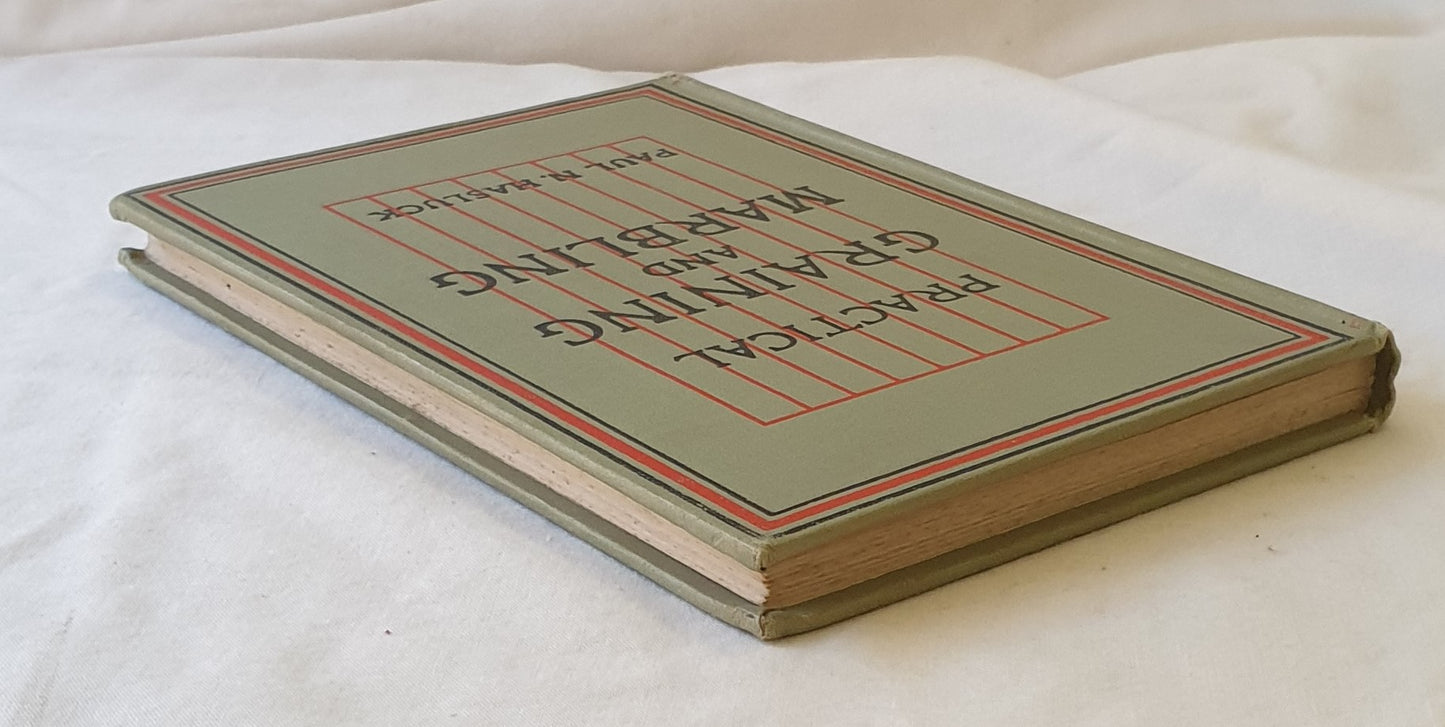 PRACTICAL
GRAINING
AND
MARBLING
PAUL N. HASLUCK